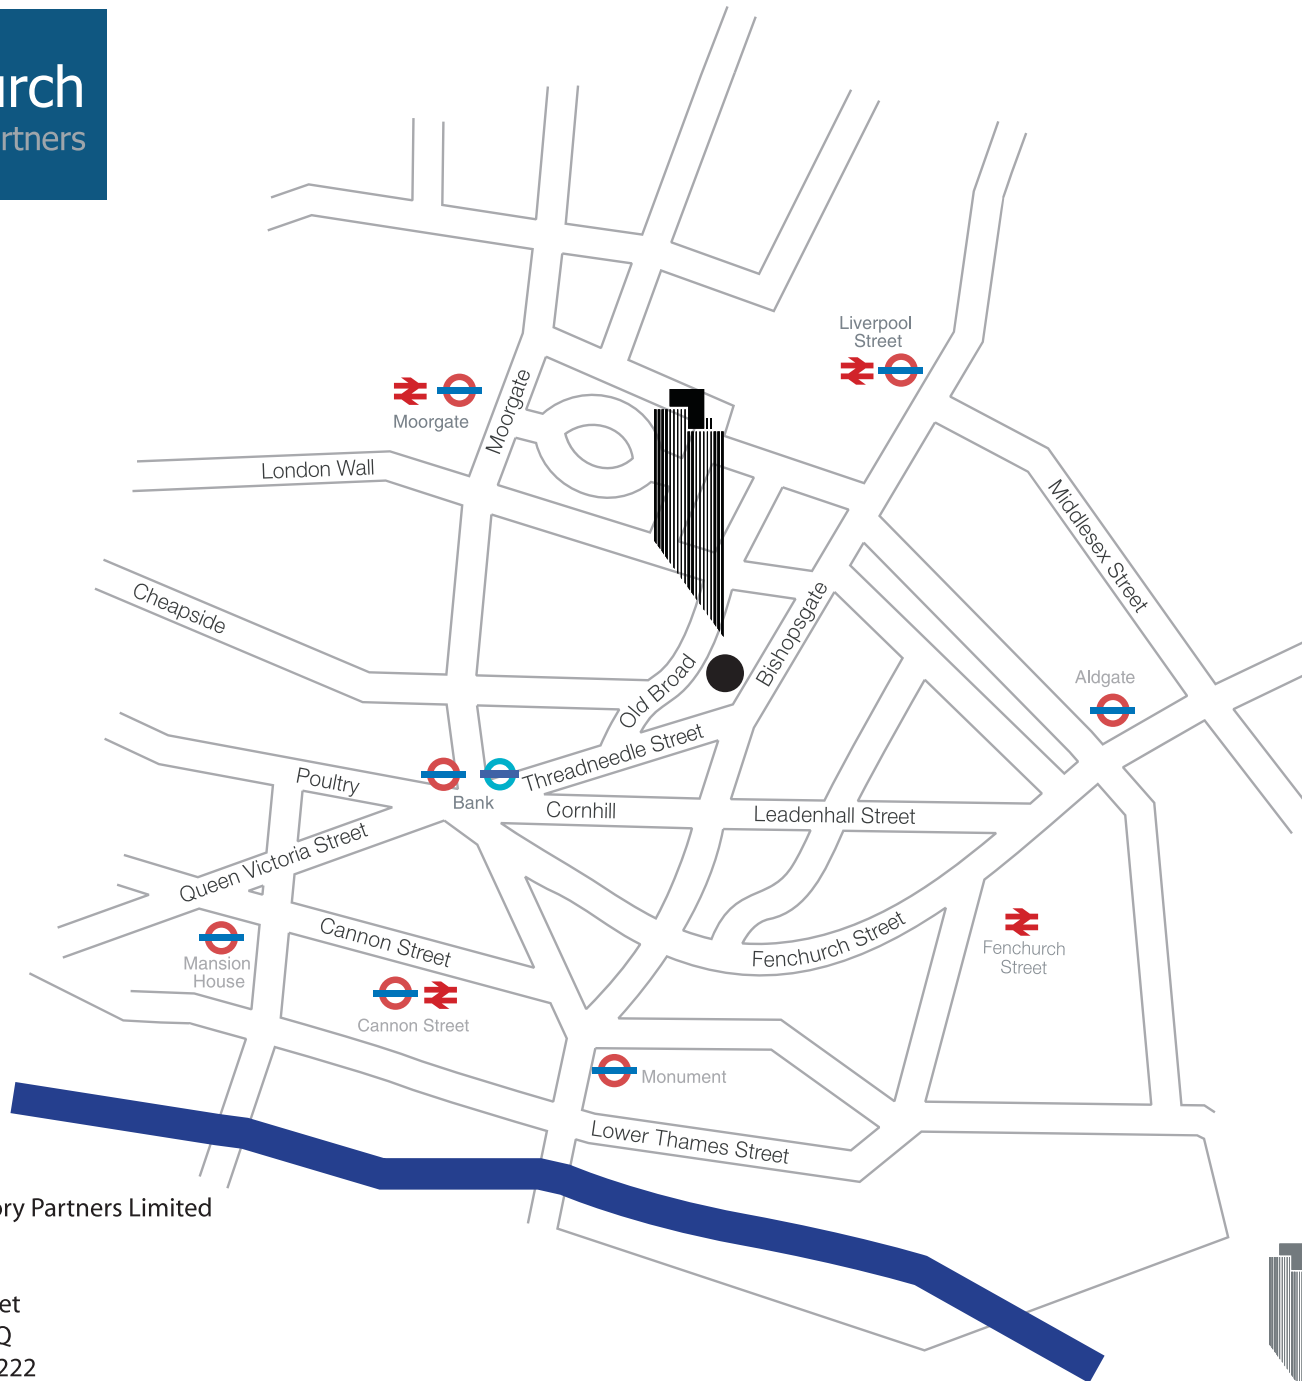 urch
rtners
Liverpool
Street
Moorgate
Moorgate
London Wall
Middlesex Street
Cheapside
Bishopsgate
Old Broad
Aldgate
Threadneedle Street
Poultry
Bank
Cornhill
Leadenhall Street
Queen Victoria Street
Cannon Street
Fenchurch Street
Mansion
House
Fenchurch
Street
Cannon Street
Monument
Lower Thames Street
ory Partners Limited
et
Q
222